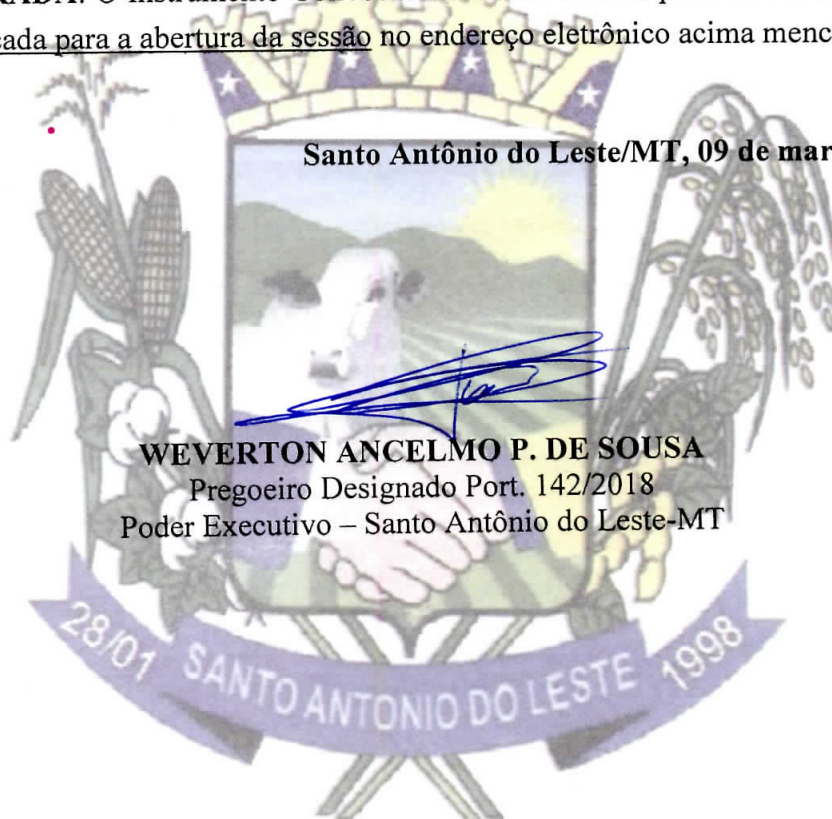 RADA. O Instrumento
cada para a abertura da sessão no endereço eletrônico acima menc
Santo Antônio do Leste/MT, 09 de mar
WEVERTON ANCELMO P. DE SOUSA
Pregoeiro Designado Port. 142/2018
Poder Executivo – Santo Antônio do Leste-MT
28/01 SANTO ANTONIO DO LESTE 1998